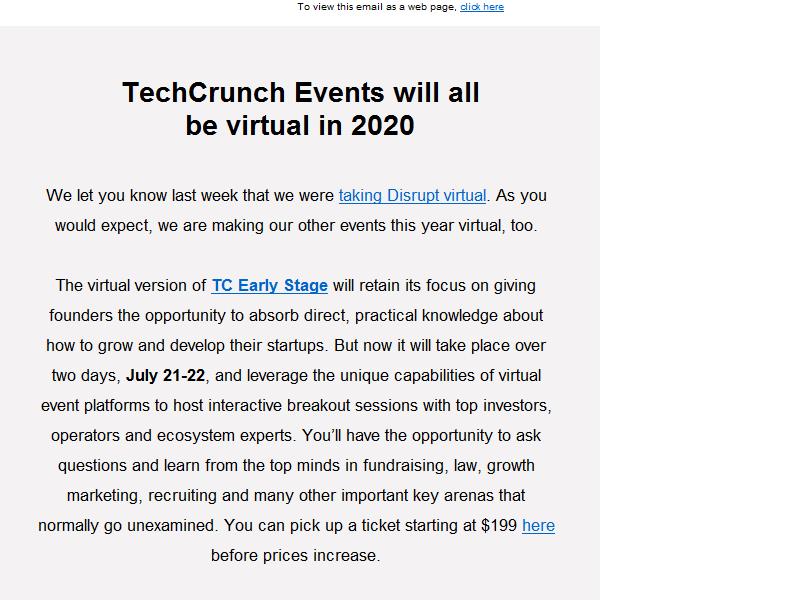 To view this email as a web page, click here
TechCrunch Events will all
be virtual in 2020
We let you know last week that we were taking Disrupt virtual. As you
would expect, we are making our other events this year virtual, too.
The virtual version of TC Early Stage will retain its focus on giving
founders the opportunity to absorb direct, practical knowledge about
how to grow and develop their startups. But now it will take place over
two days, July 21-22, and leverage the unique capabilities of virtual
event platforms to host interactive breakout sessions with top investors,
operators and ecosystem experts. You’ll have the opportunity to ask
questions and learn from the top minds in fundraising, law, growth
marketing, recruiting and many other important key arenas that
normally go unexamined. You can pick up a ticket starting at $199 here
before prices increase.